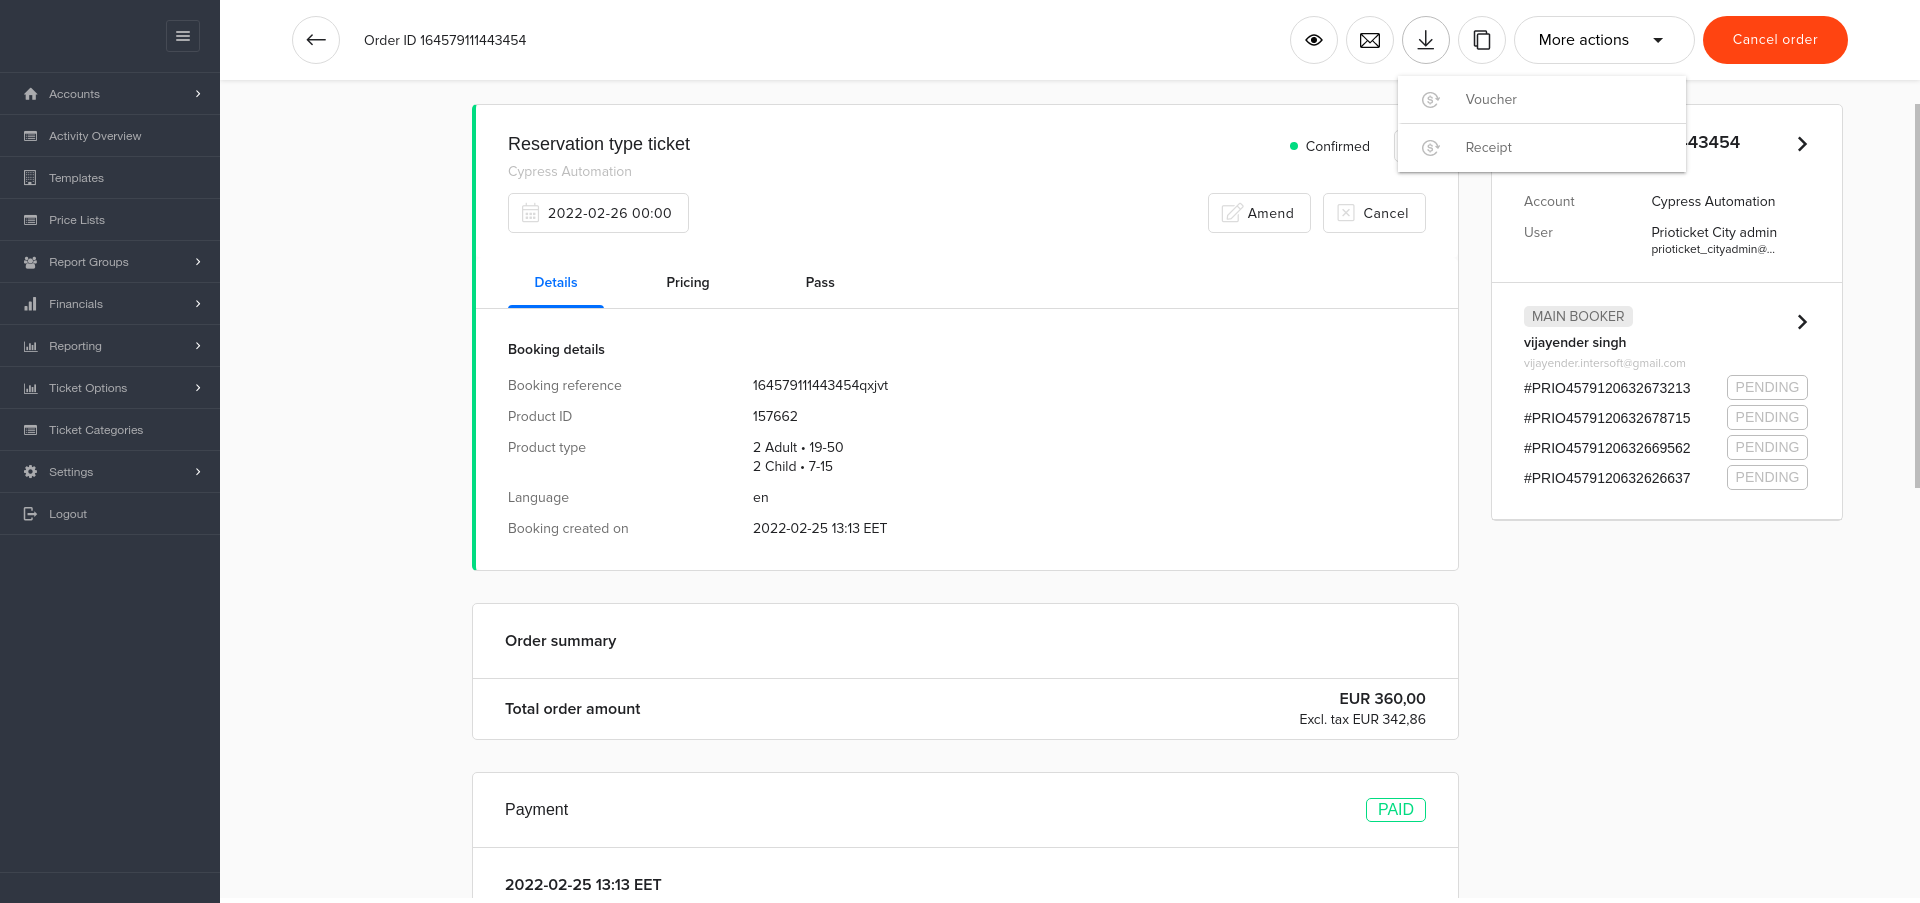 Order ID 164579111443454
More actions
Cancel order
Voucher
Receipt
Accounts
Activity Overview
Templates
Price Lists
Report Groups
Financials
Reporting
Ticket Options
Ticket Categories
Settings
Logout
Reservation type ticket
Cypress Automation
Confirmed
2022-02-26 00:00
Amend
Cancel
Details
Pricing
Pass
Booking details
Booking reference 164579111443454qxjvt
Product ID 157662
Product type 2 Adult • 19-50
2 Child • 7-15
Language en
Booking created on 2022-02-25 13:13 EET
Order summary
Total order amount EUR 360,00
Excl. tax EUR 342,86
Payment PAID
2022-02-25 13:13 EET
43454
Account Cypress Automation
User Prioticket City admin
prioticket_cityadmin@...
MAIN BOOKER
vijayender singh
vijayender.intersoft@gmail.com
#PRIO4579120632673213 PENDING
#PRIO4579120632678715 PENDING
#PRIO4579120632669562 PENDING
#PRIO4579120632626637 PENDING